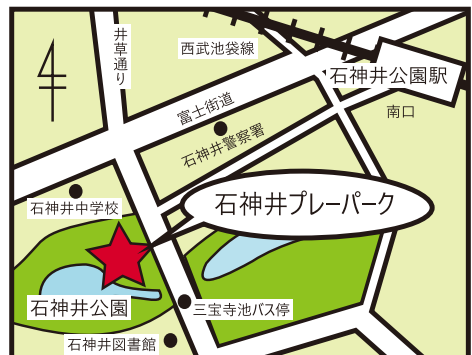 井草通り
西武池袋線
石神井公園駅
南口
富士街道
石神井警察署
石神井中学校
石神井プレーパーク
石神井公園
三宝寺池バス停
石神井図書館